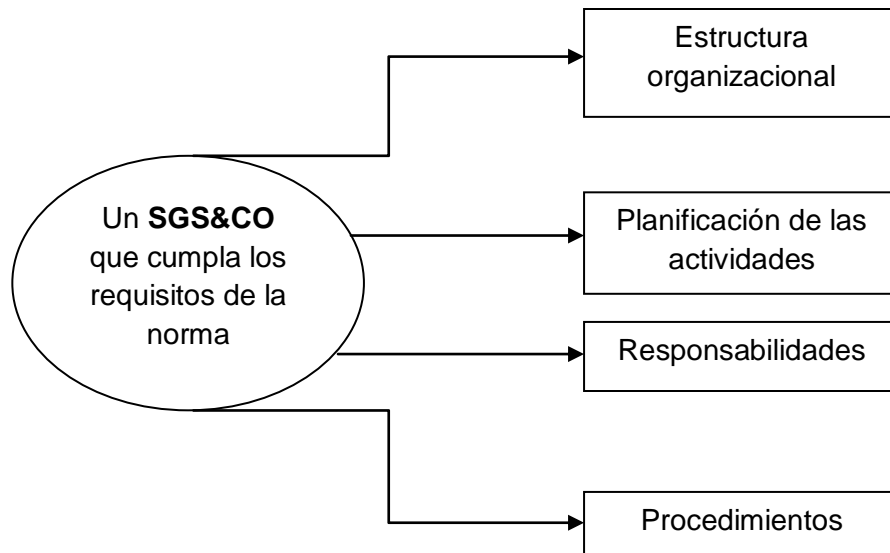 Estructura
organizacional
Un SGS&CO
que cumpla los
requisitos de la
norma
Planificación de las
actividades
Responsabilidades
Procedimientos